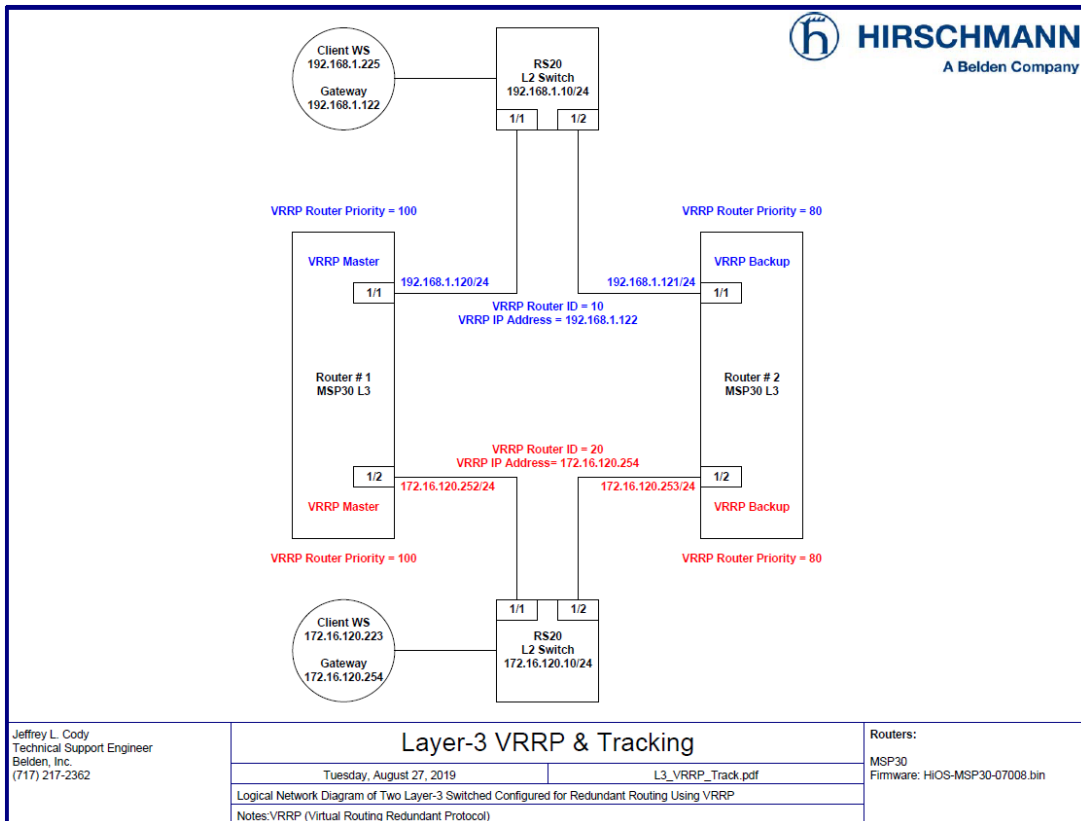 HIRSCHMANN
A Belden Company
Client WS
192.168.1.225
Gateway
192.168.1.122
RS20
L2 Switch
192.168.1.10/24
1/1
1/2
VRRP Router Priority = 100
VRRP Router Priority = 80
VRRP Master
VRRP Backup
192.168.1.120/24
192.168.1.121/24
1/1
1/1
VRRP Router ID = 10
VRRP IP Address = 192.168.1.122
Router # 1
MSP30 L3
Router # 2
MSP30 L3
VRRP Router ID = 20
VRRP IP Address= 172.16.120.254
1/2
1/2
172.16.120.252/24
172.16.120.253/24
VRRP Master
VRRP Backup
VRRP Router Priority = 100
VRRP Router Priority = 80
1/1
1/2
Client WS
172.16.120.223
Gateway
172.16.120.254
RS20
L2 Switch
172.16.120.10/24
Jeffrey L. Cody
Technical Support Engineer
Belden, Inc.
(717) 217-2362
Layer-3 VRRP & Tracking
Tuesday, August 27, 2019
L3_VRRP_Track.pdf
Logical Network Diagram of Two Layer-3 Switched Configured for Redundant Routing Using VRRP
Notes:VRRP (Virtual Routing Redundant Protocol)
Routers:
MSP30
Firmware: HiOS-MSP30-07008.bin